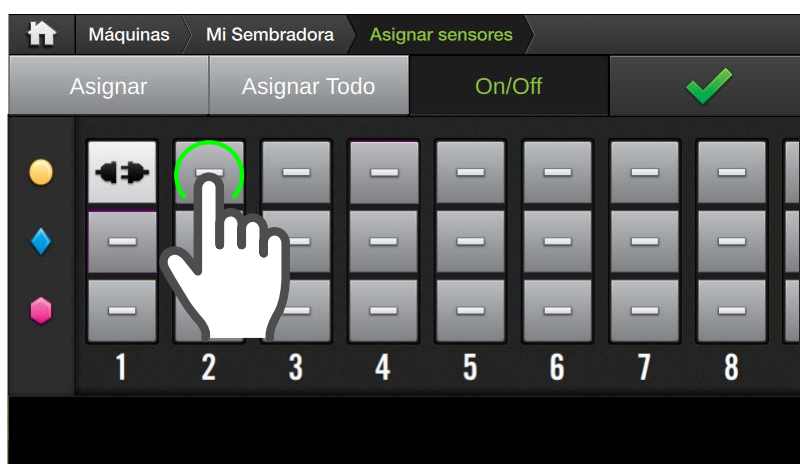 Máquinas Mi Sembradora Asignar sensores
Asignar Asignar Todo On/Off
1 2 3 4 5 6 7 8